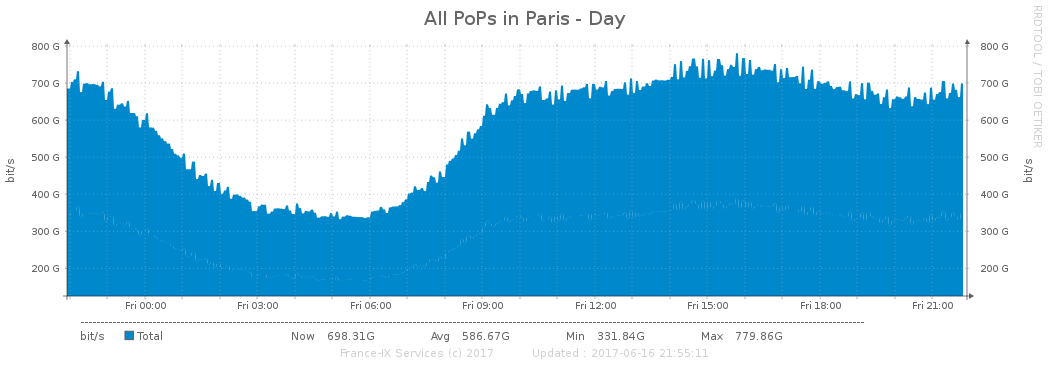 All PoPs in Paris - Day
RRDTOOL / TOBI OETIKER
800 G 800 G
700 G 700 G
600 G 600 G
500 G 500 G
400 G 400 G
300 G 300 G
200 G 200 G
bit/s bit/s
Fri 00:00 Fri 03:00 Fri 06:00 Fri 09:00 Fri 12:00 Fri 15:00 Fri 18:00 Fri 21:00
bit/s Total Now 698.31G Avg 586.67G Min 331.84G Max 779.86G
France-IX Services (c) 2017 Updated : 2017-06-16 21:55:11